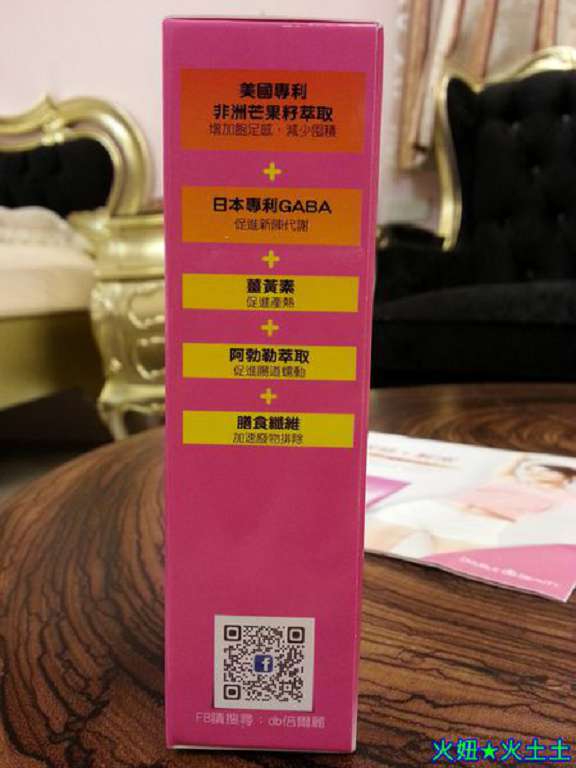 美國專利
非洲芒果籽萃取
增加飽足感，減少囤積
+
日本專利GABA
促進新陳代謝
+
薑黃素
促進產熱
+
阿勃勒萃取
促進腸道蠕動
+
膳食纖維
加速廢物排除
f
FB請搜尋：db倍爾麗
火妞★火土土